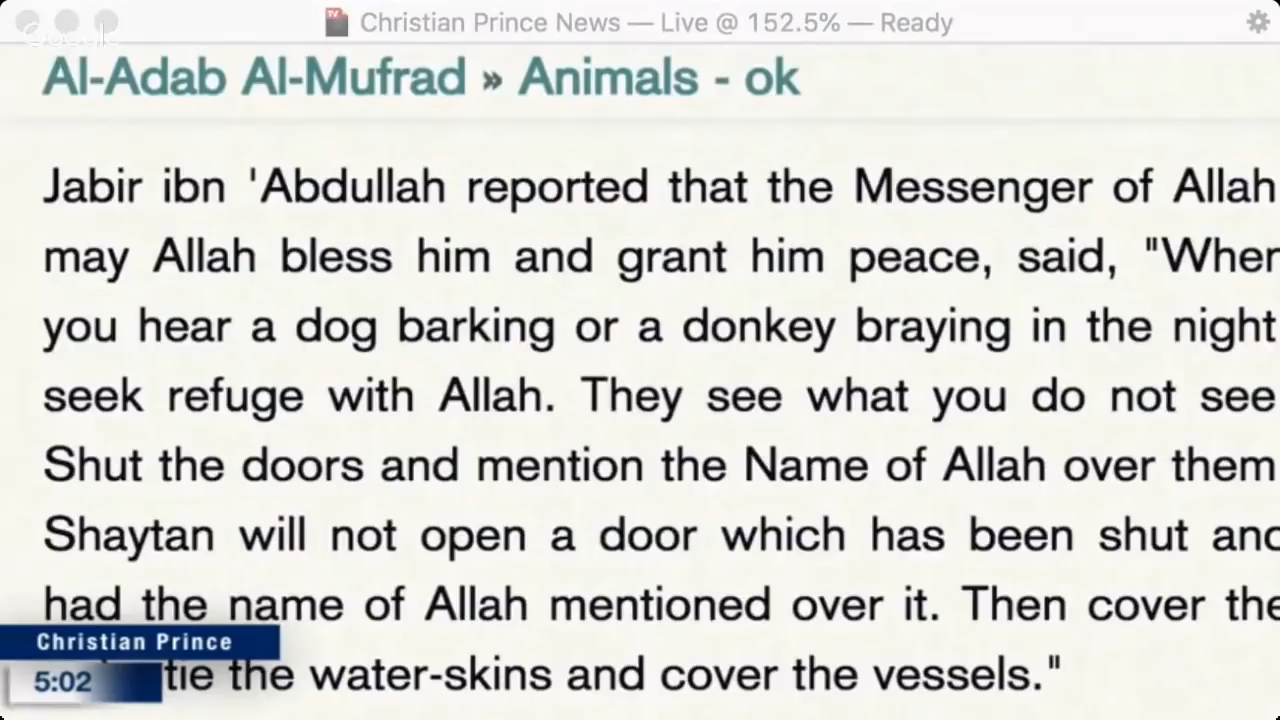 Christian Prince News — Live @ 152.5% — Ready
Google
Al-Adab Al-Mufrad » Animals - ok
Jabir ibn 'Abdullah reported that the Messenger of Allah
may Allah bless him and grant him peace, said, "When
you hear a dog barking or a donkey braying in the night
seek refuge with Allah. They see what you do not see
Shut the doors and mention the Name of Allah over them
Shaytan will not open a door which has been shut and
had the name of Allah mentioned over it. Then cover the
Christian Prince
tie the water-skins and cover the vessels."
5:02